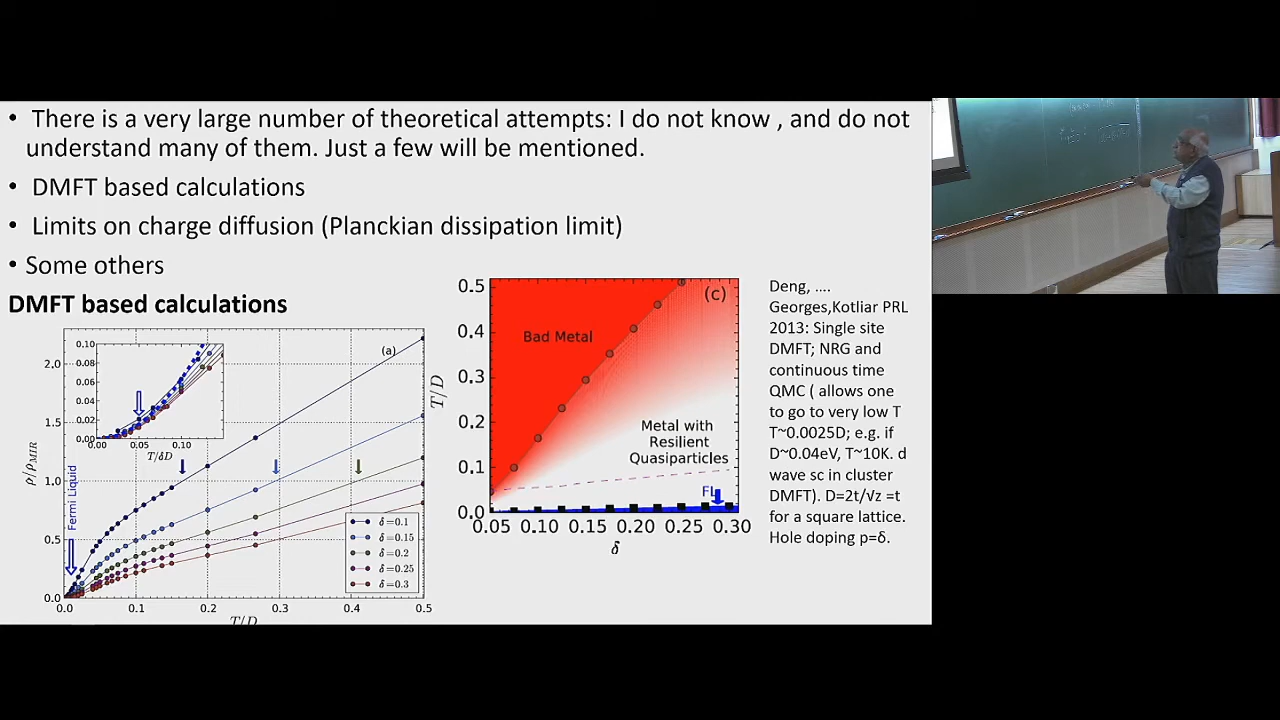 • There is a very large number of theoretical attempts: I do not know , and do not
understand many of them. Just a few will be mentioned.
• DMFT based calculations
• Limits on charge diffusion (Planckian dissipation limit)
• Some others
DMFT based calculations
(a)
2.0
1.5
1.0
0.5
0.0
ρ/ρMIR
0.10
0.08
0.06
0.04
0.02
0.00
0.00 0.05 0.10
T/δD
Fermi Liquid
δ=0.1
δ=0.15
δ=0.2
δ=0.25
δ=0.3
0.0 0.1 0.2 0.3 0.4 0.5
T/D
(c)
0.5
0.4
0.3
0.2
0.1
0.0
T/D
Bad Metal
Metal with
Resilient
Quasiparticles
FL
0.05 0.10 0.15 0.20 0.25 0.30
δ
Deng, ....
Georges,Kotliar PRL
2013: Single site
DMFT; NRG and
continuous time
QMC ( allows one
to go to very low T
T~0.0025D; e.g. if
D~0.04eV, T~10K. d
wave sc in cluster
DMFT). D=2t/√z =t
for a square lattice.
Hole doping p=δ.